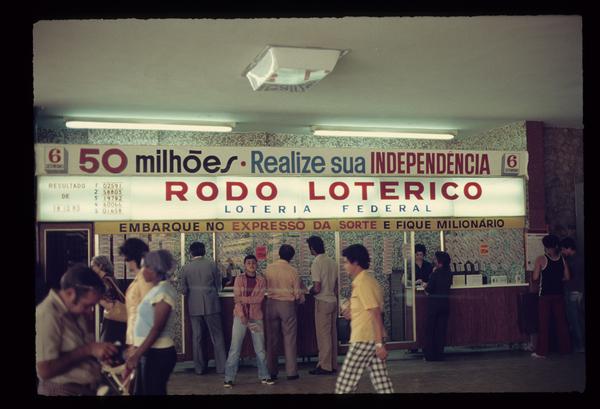 6 50 milhões • Realize sua INDEPENDÊNCIA 6
RESULTADO
DE
RODO LOTERICO
LOTERIA FEDERAL
EMBARQUE NO EXPRESSO DA SORTE E FIQUE MILIONÁRIO